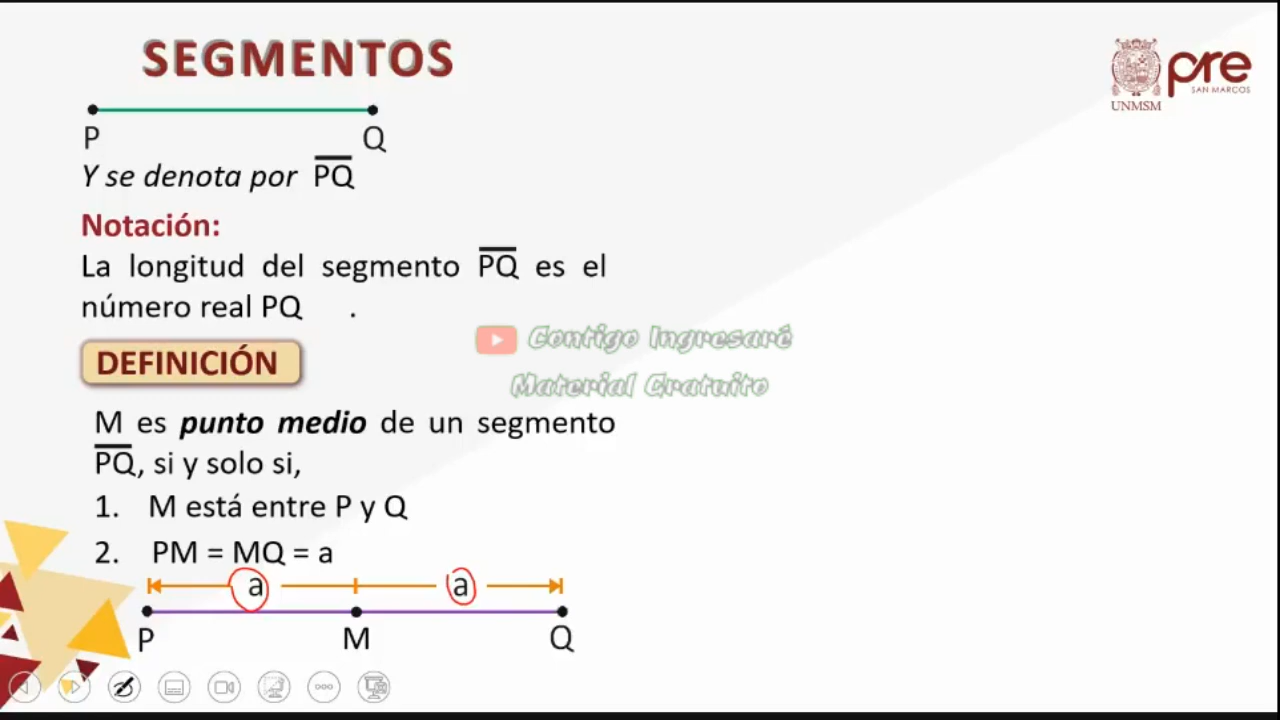 SEGMENTOS
pre
SAN MARCOS
UNMSM
P Q
Y se denota por PQ
Notación:
La longitud del segmento PQ es el
número real PQ .
Contigo Ingresaré
Material Gratuito
DEFINICIÓN
M es punto medio de un segmento
PQ, si y solo si,
1. M está entre P y Q
2. PM = MQ = a
a a
P M Q